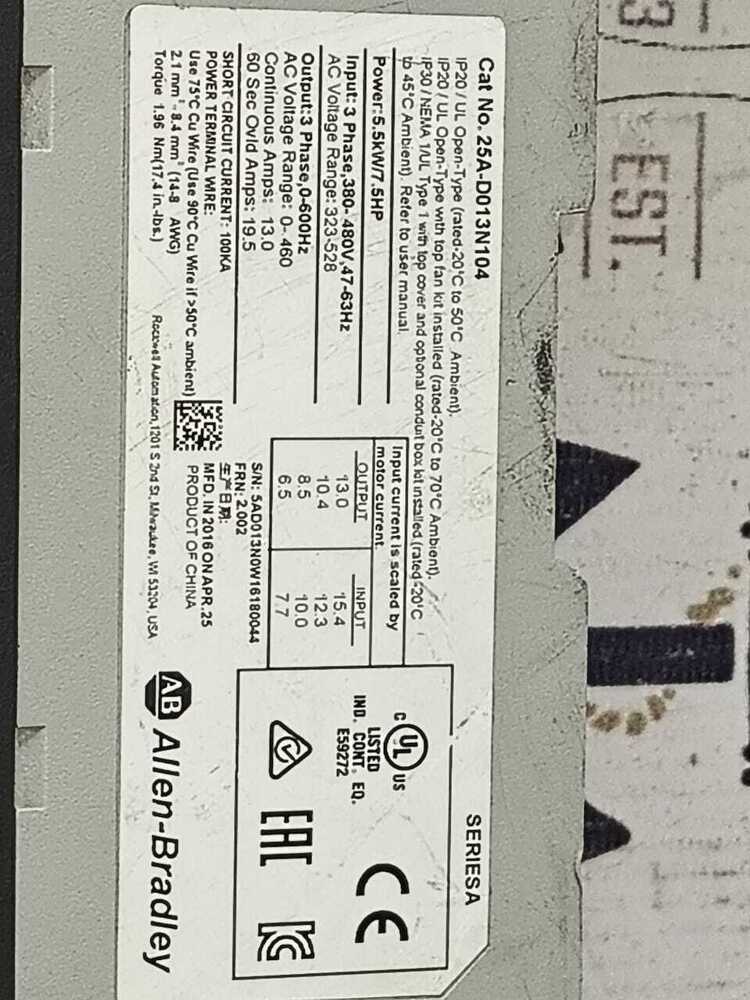 Cat No. 25A-D013N104
SERIESA
IP20 / UL Open-Type (rated-20°C to 50°C Ambient).
IP20 / UL Open-Type with top fan kit installed (rated-20°C to 70°C Ambient).
IP30 / NEMA 1/UL Type 1 with top cover and optional conduit box kit installed (rated-20°C
to 45°C Ambient). Refer to user manual.
Power:5.5kW/7.5HP
Input:3 Phase,380-480V,47-63Hz
AC Voltage Range:323-528
Output:3 Phase,0-600Hz
AC Voltage Range: 0-460
Continuous Amps: 13.0
60 Sec Ovld Amps: 19.5
SHORT CIRCUIT CURRENT: 100KA
POWER TERMINAL WIRE:
Use 75°C Cu Wire (Use 90°C Cu Wire if >50°C ambient)
2.1 mm² - 8.4 mm² (14-8 AWG)
Torque 1.96 Nm(17.4 in.-lbs.)
Input current is scaled by
motor current.
OUTPUT INPUT
13.0 15.4
10.4 12.3
8.5 10.0
6.5 7.7
S/N: 5AD013N0W16180044
FRN: 2.002
生产日期:
MFD. IN 2016 ON APR. 25
PRODUCT OF CHINA
Rockwell Automation,1201 S 2nd St, Milwaukee, WI 53204, USA
C UL US
LISTED
IND. CONT. EQ.
E59272
CE
EAC
AB Allen-Bradley
EST.
3